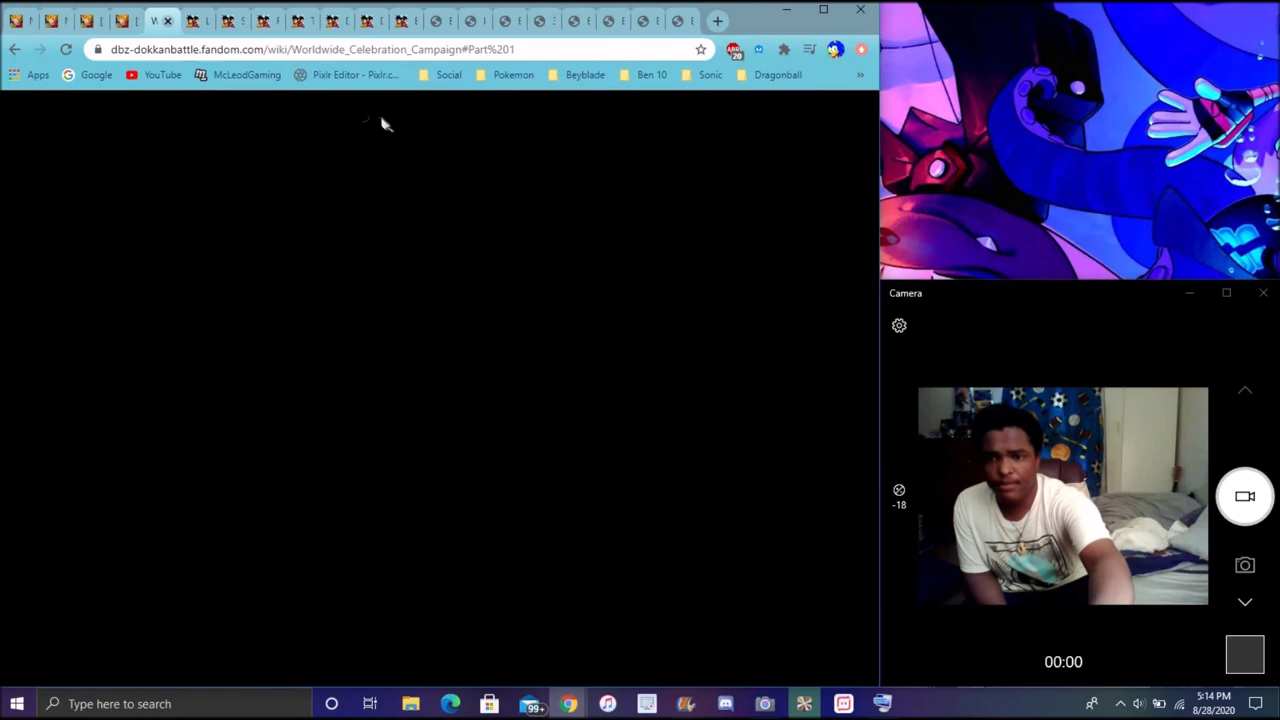 dbz-dokkanbattle.fandom.com/wiki/Worldwide_Celebration_Campaign#Part%201
20
Apps Google YouTube McLeodGaming Pixlr Editor - Pixlr.c... Social Pokemon Beyblade Ben 10 Sonic Dragonball »
Camera
-18
00:00
Type here to search
99+
5:14 PM
8/28/2020